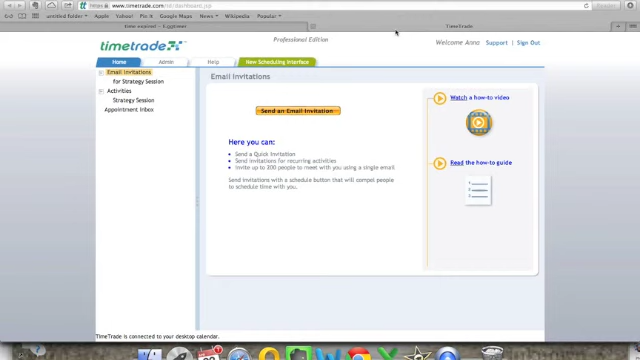 www.timetrade.com
Reader
untitled folder
Apple
Yahoo!
Pin It
Google Maps
News
Wikipedia
Popular
TimeTrade
timetrade
Professional Edition
Welcome Anna
Support | Sign Out
Home
Admin
Help
New Scheduling Interface
Email Invitations
for Strategy Session
Activities
Strategy Session
Appointment Inbox
Email Invitations
Send an Email Invitation
Here you can:
Send a Quick Invitation
Send invitations for recurring activities
Invite up to 200 people to meet with you using a single email
Send invitations with a schedule button that will compel people
to schedule time with you.
Watch a how-to video
Read the how-to guide
TimeTrade is connected to your desktop calendar.